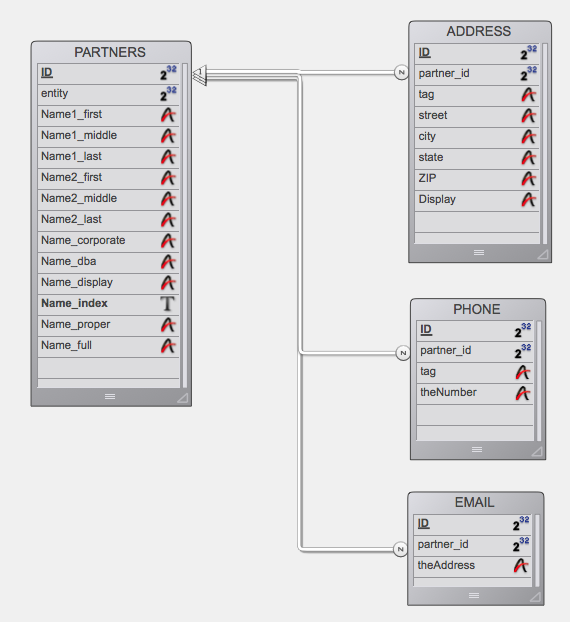 PARTNERS
ID 2 32
entity 2 32
Name1_first A
Name1_middle A
Name1_last A
Name2_first A
Name2_middle A
Name2_last A
Name_corporate A
Name_dba A
Name_display A
Name_index T
Name_proper A
Name_full A
1
ADDRESS
ID 2 32
partner_id 2 32
tag A
street A
city A
state A
ZIP A
Display A
N
PHONE
ID 2 32
partner_id 2 32
tag A
theNumber A
N
EMAIL
ID 2 32
partner_id 2 32
theAddress A
N